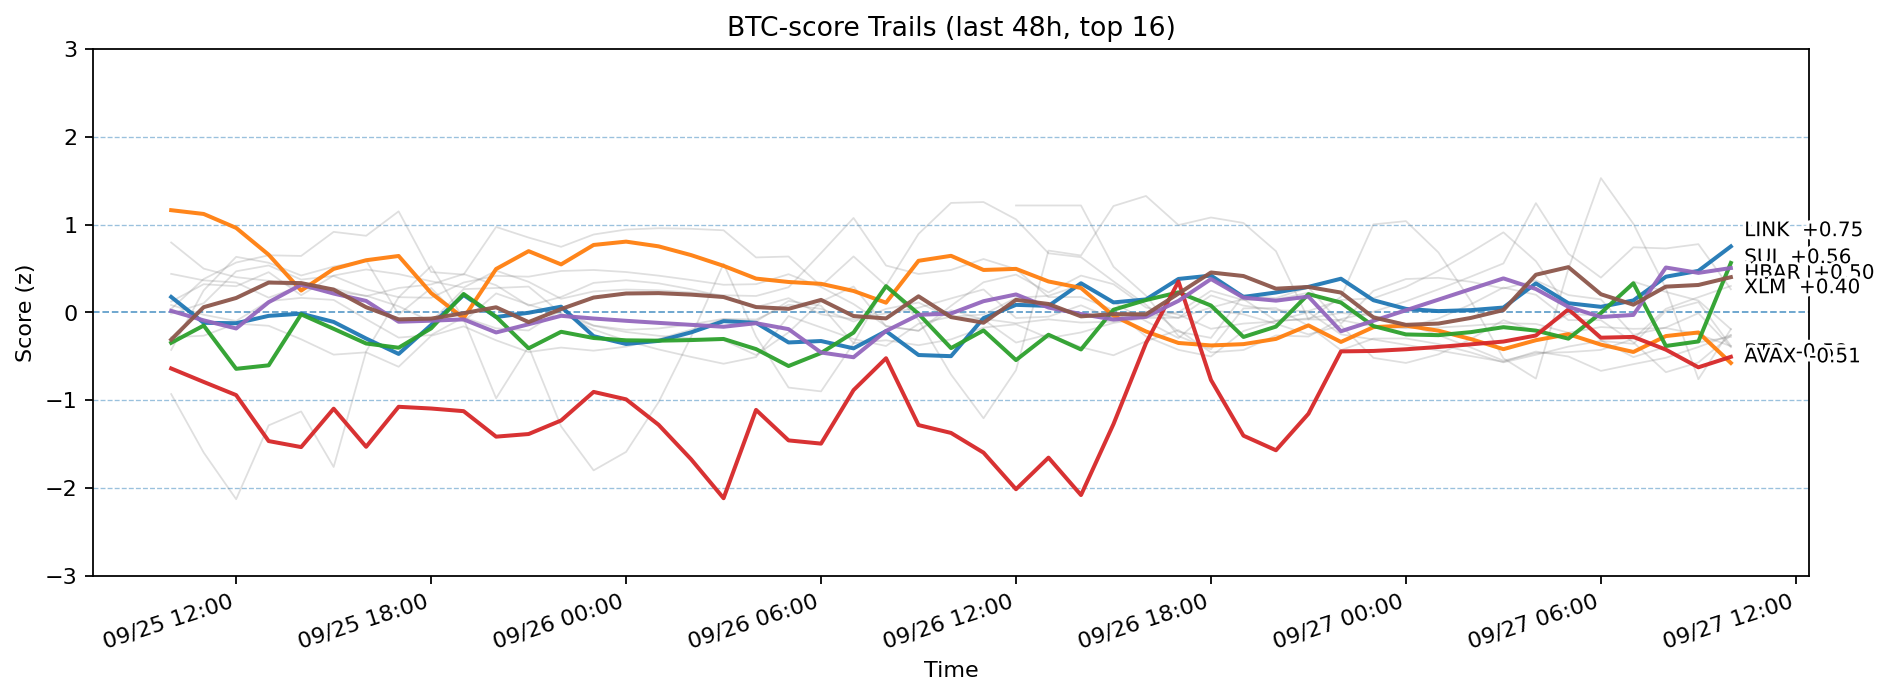 BTC-score Trails (last 48h, top 16)
3
2
1
0
−1
−2
−3
Score (z)
LINK +0.75
SUI +0.56
HBAR +0.50
XLM +0.40
AVAX −0.51
09/25 12:00
09/25 18:00
09/26 00:00
09/26 06:00
09/26 12:00
09/26 18:00
09/27 00:00
09/27 06:00
09/27 12:00
Time